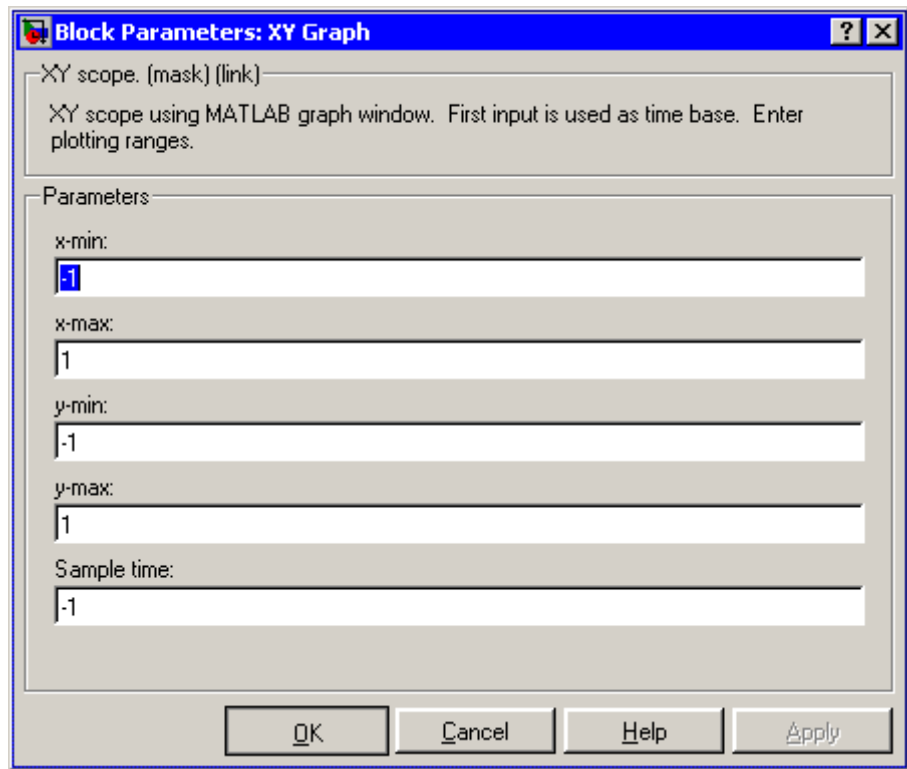 Block Parameters: XY Graph
XY scope. (mask) (link)
XY scope using MATLAB graph window. First input is used as time base. Enter
plotting ranges.
Parameters
x-min:
-1
x-max:
1
y-min:
-1
y-max:
1
Sample time:
-1
OK Cancel Help Apply